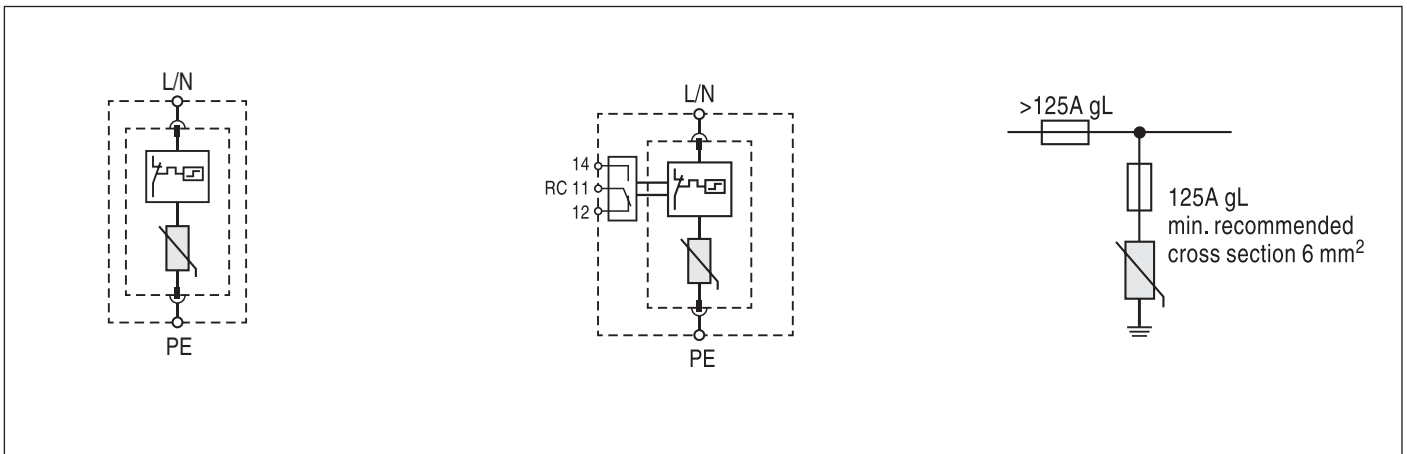 L/N
PE
L/N
14
RC 11
12
PE
>125A gL
125A gL
min. recommended
cross section 6 mm²